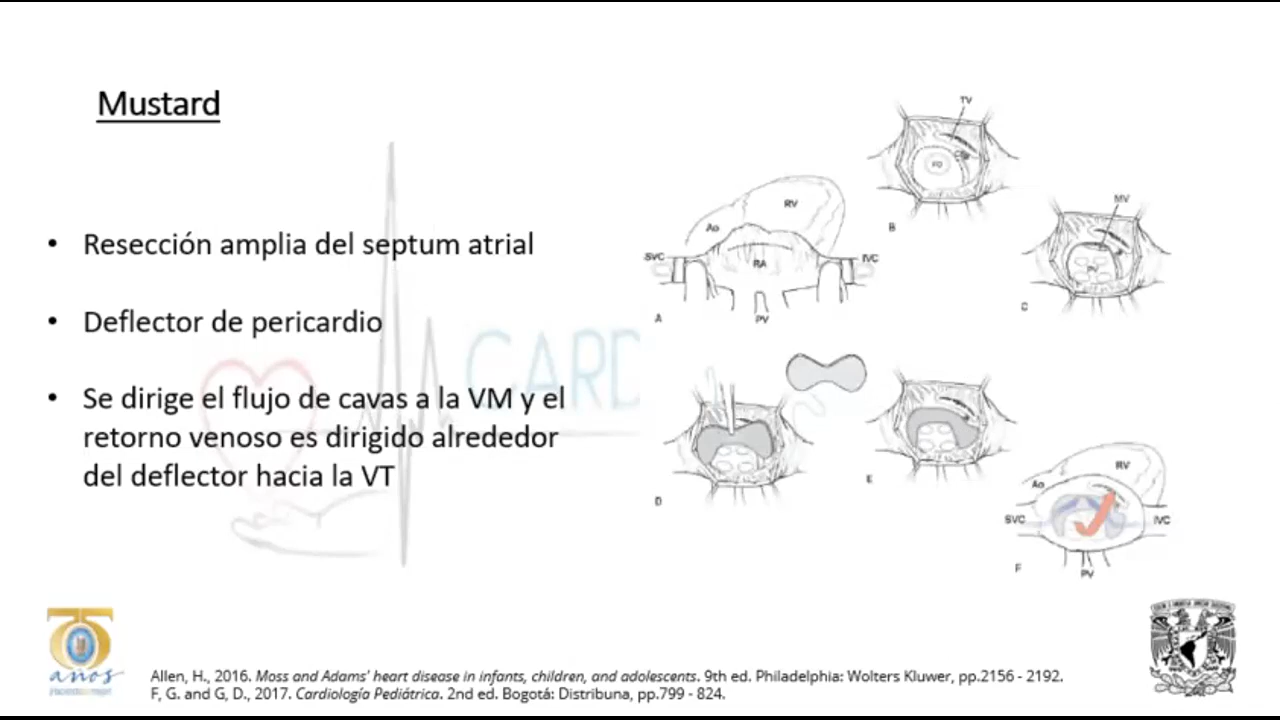 Mustard
• Resección amplia del septum atrial
• Deflector de pericardio
• Se dirige el flujo de cavas a la VM y el
retorno venoso es dirigido alrededor
del deflector hacia la VT
TV
FO
B
RV
Ao
SVC
RA
IVC
A
PV
MV
PV
C
D
E
RV
Ao
SVC
IVC
F
PV
CARD
75
años
Allen, H., 2016. Moss and Adams' heart disease in infants, children, and adolescents. 9th ed. Philadelphia: Wolters Kluwer, pp.2156 - 2192.
F, G. and G, D., 2017. Cardiología Pediátrica. 2nd ed. Bogotá: Distribuna, pp.799 - 824.